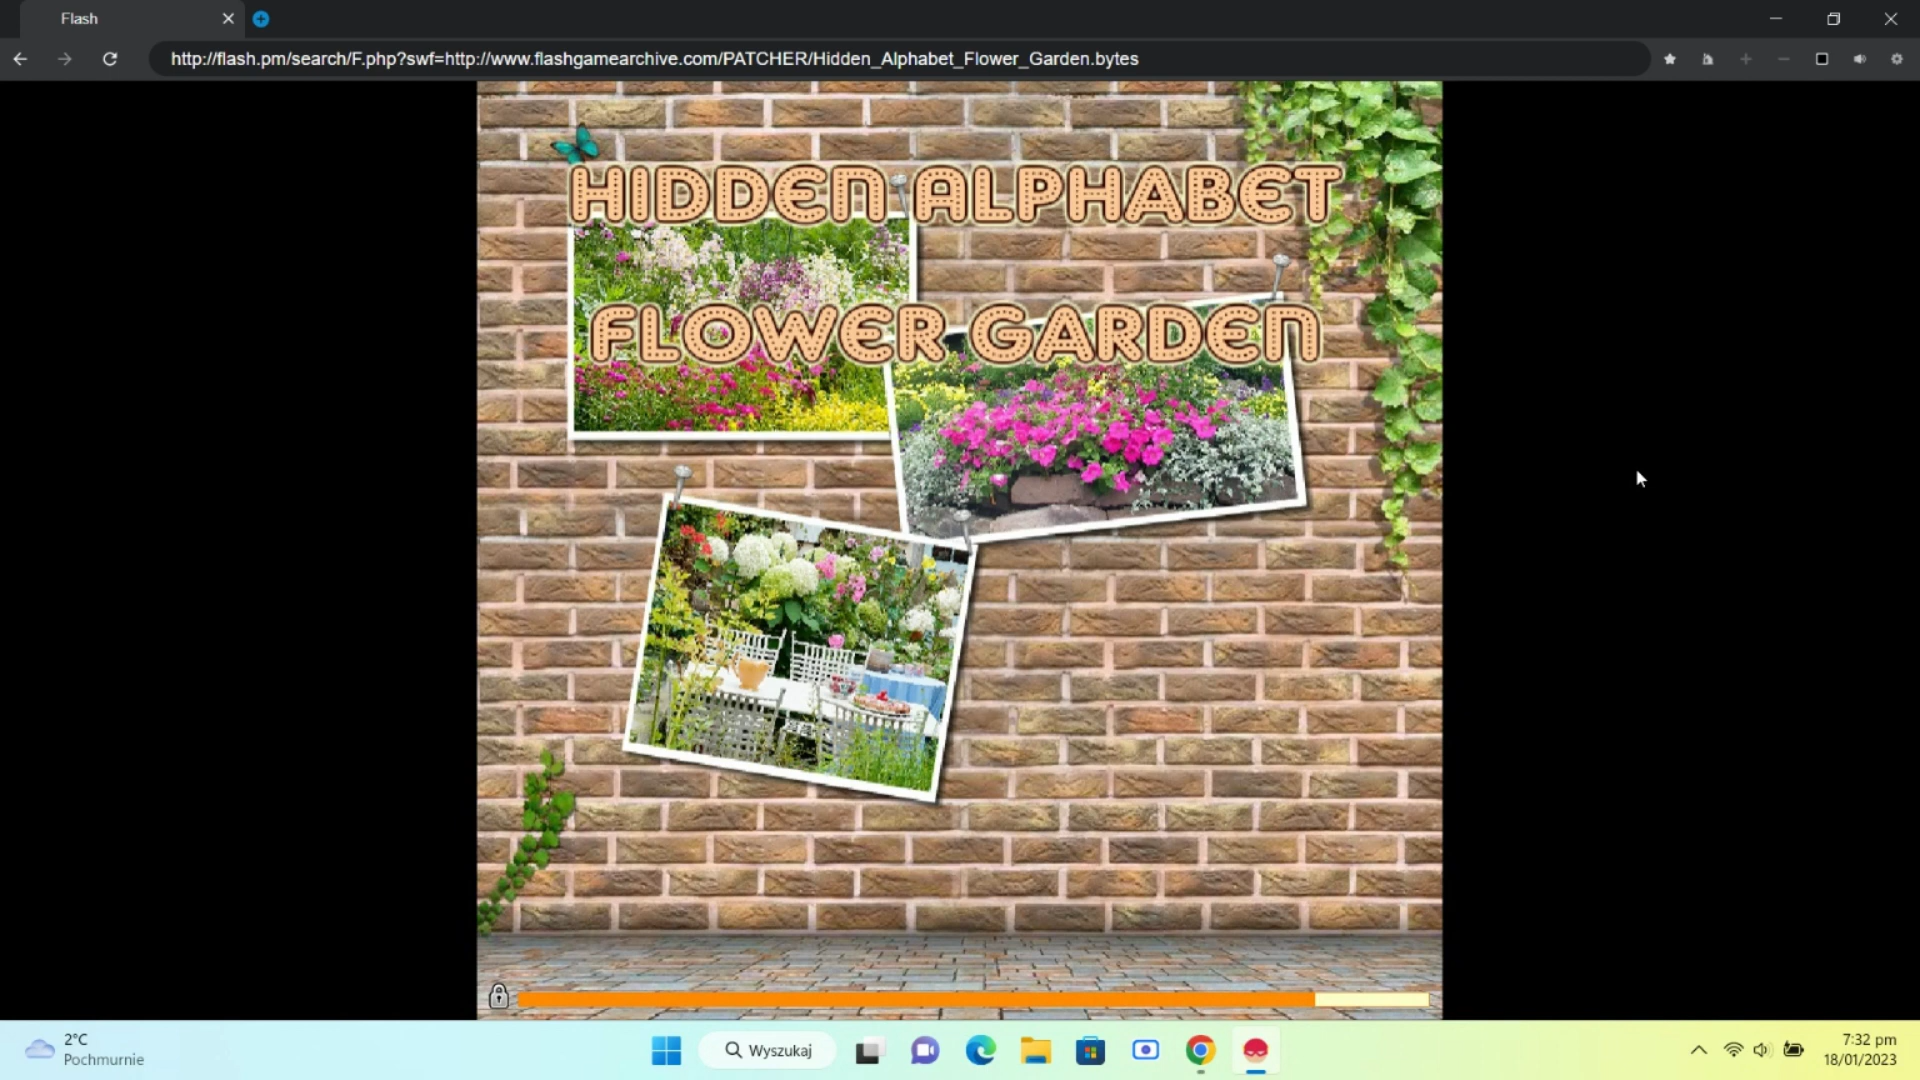 Flash
http://flash.pm/search/F.php?swf=http://www.flashgamearchive.com/PATCHER/Hidden_Alphabet_Flower_Garden.bytes
HIDDEN ALPHABET
FLOWER GARDEN
2°C
Pochmurnie
Wyszukaj
7:32 pm
18/01/2023